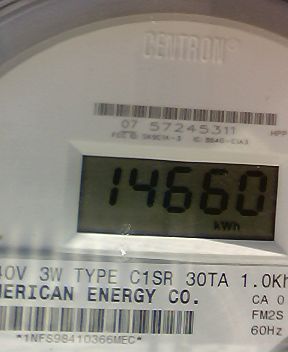 CENTRON®
07 57245311
HPP
14660
kWh
40V 3W TYPE C1SR 30TA 1.0Kh
MERICAN ENERGY CO.
CA 0
FM2S
60Hz
*1NFS98410366MEC*